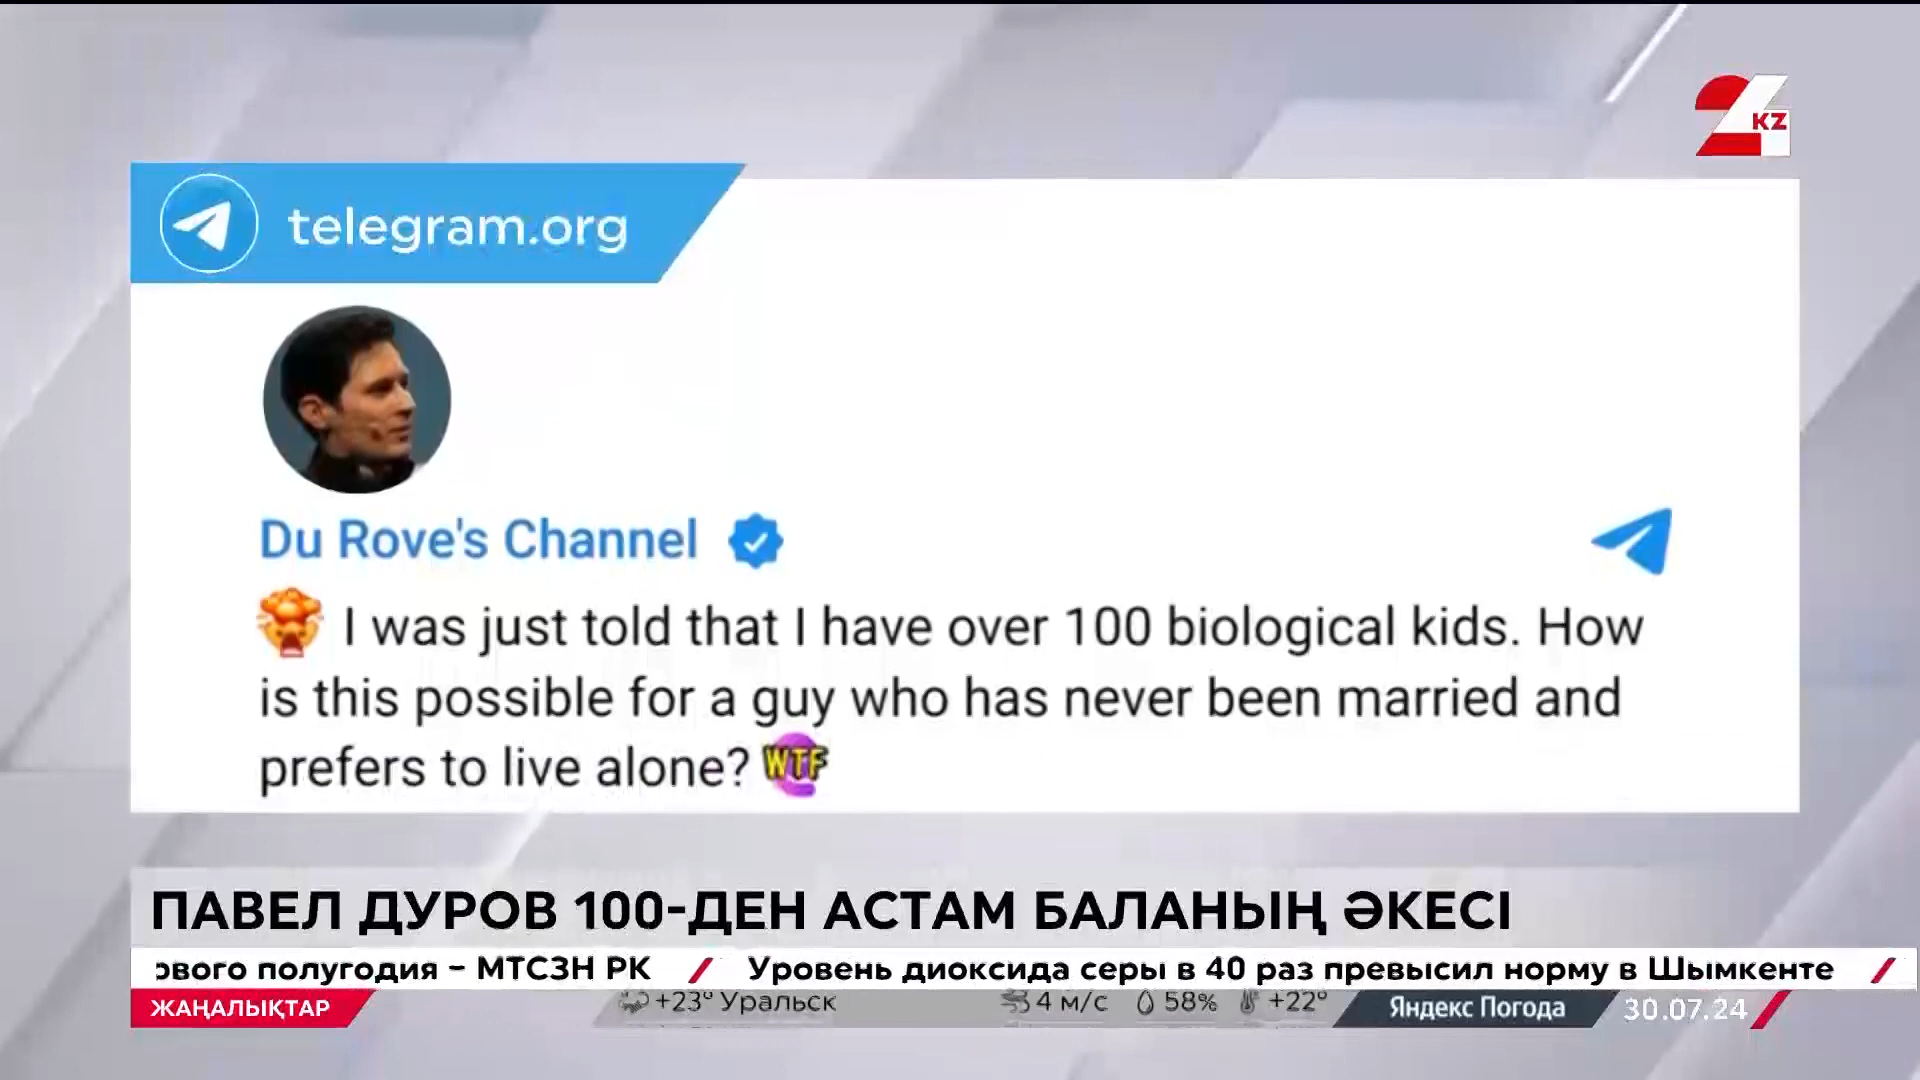 24 KZ
telegram.org
Du Rove's Channel
I was just told that I have over 100 biological kids. How
is this possible for a guy who has never been married and
prefers to live alone? WTF
ПАВЕЛ ДУРОВ 100-ДЕН АСТАМ БАЛАНЫҢ ӘКЕСІ
полугодия – МТСЗН РК / Уровень диоксида серы в 40 раз превысил норму в Шымкенте /
ЖАҢАЛЫҚТАР +23° Уральск 4 м/с 58% +22° Яндекс Погода 30.07.24